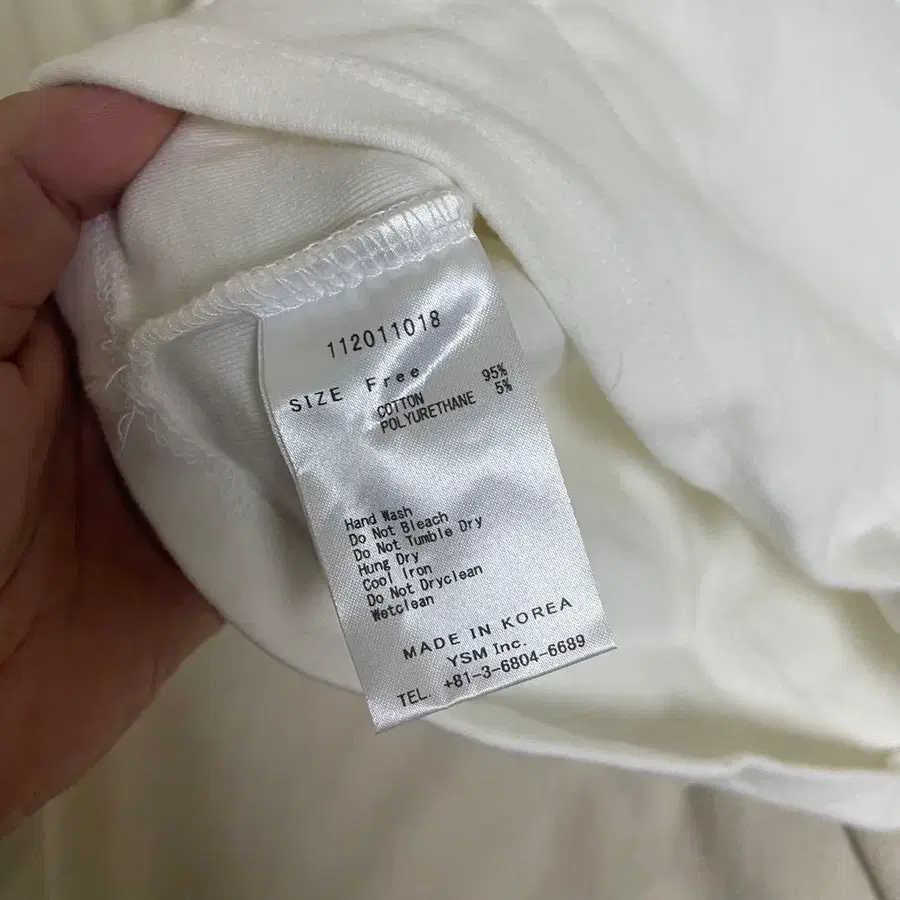 112011018
SIZE Free
COTTON 95%
POLYURETHANE 5%
Hand Wash
Do Not Bleach
Do Not Tumble Dry
Hung Dry
Cool Iron
Do Not Dryclean
Wetclean
MADE IN KOREA
YSM Inc.
TEL. +81-3-6804-6689